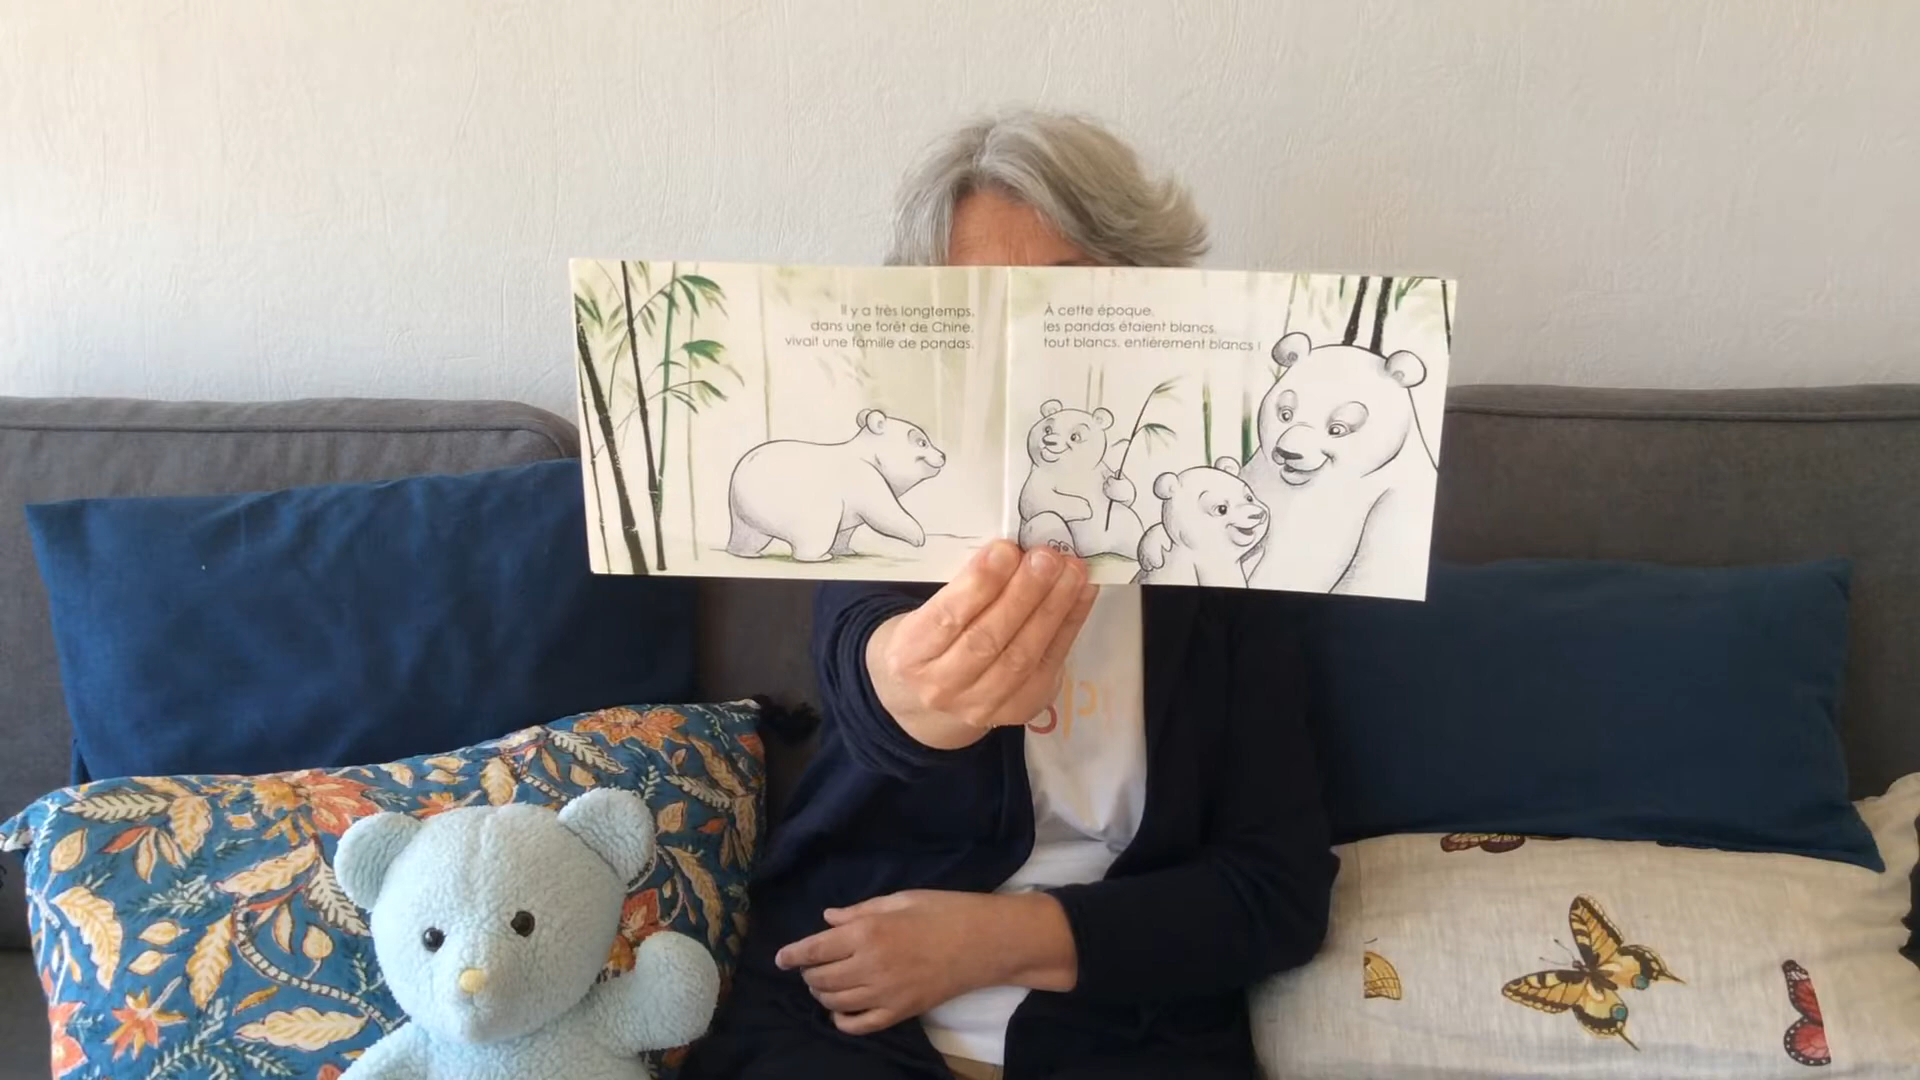 Il y a très longtemps,
dans une forêt de Chine,
vivait une famille de pandas.
À cette époque,
les pandas étaient blancs,
tout blancs, entièrement blancs !